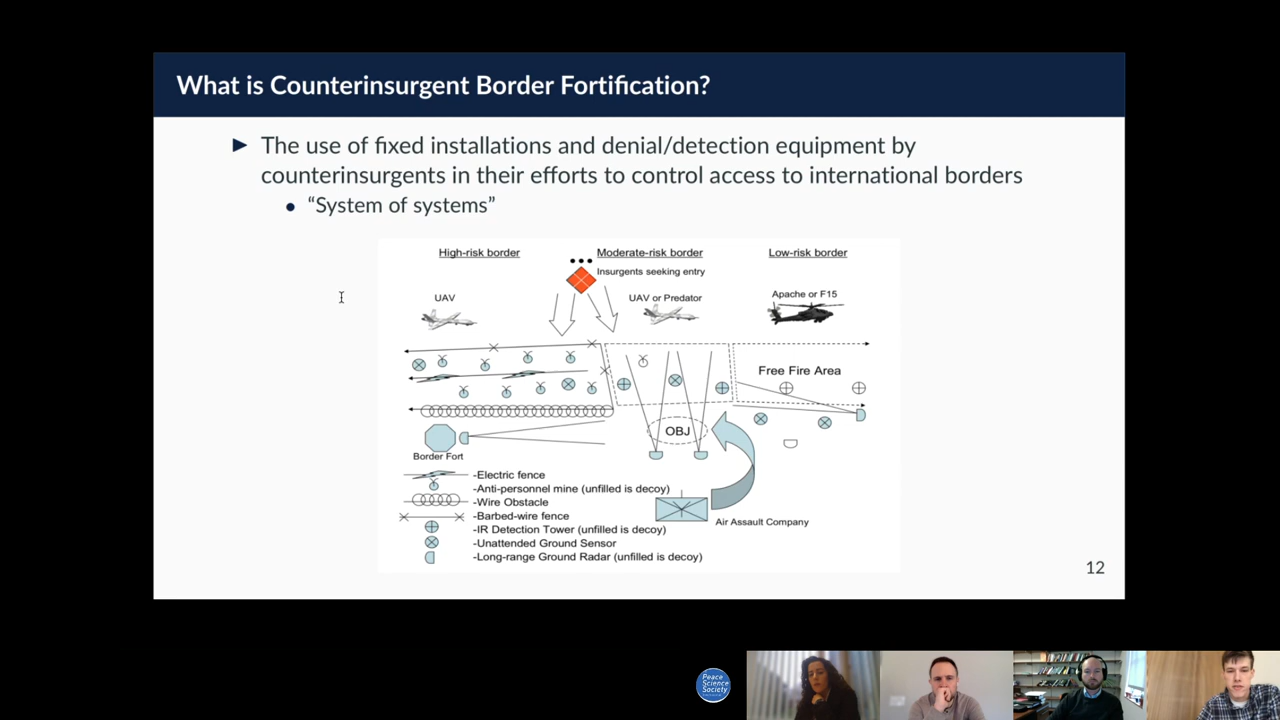 What is Counterinsurgent Border Fortification?
► The use of fixed installations and denial/detection equipment by
counterinsurgents in their efforts to control access to international borders
● “System of systems”
High-risk border
Moderate-risk border
Low-risk border
Insurgents seeking entry
UAV
UAV or Predator
Apache or F15
Free Fire Area
OBJ
Border Fort
-Electric fence
-Anti-personnel mine (unfilled is decoy)
-Wire Obstacle
-Barbed-wire fence
-IR Detection Tower (unfilled is decoy)
-Unattended Ground Sensor
-Long-range Ground Radar (unfilled is decoy)
Air Assault Company
12
Peace
Science
Society